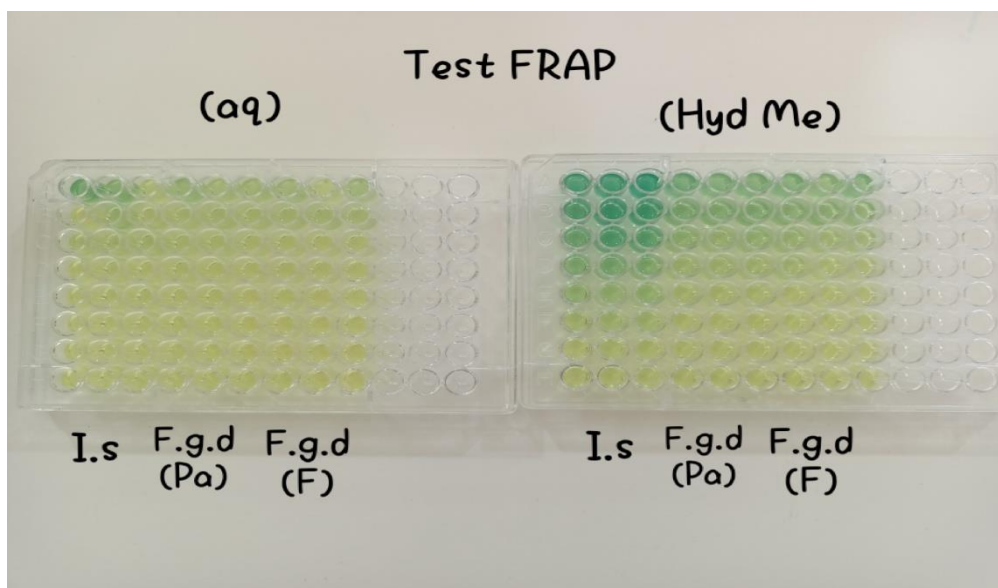 Test FRAP
(aq)
(Hyd Me)
I.s F.g.d F.g.d
(Pa) (F)
I.s F.g.d F.g.d
(Pa) (F)